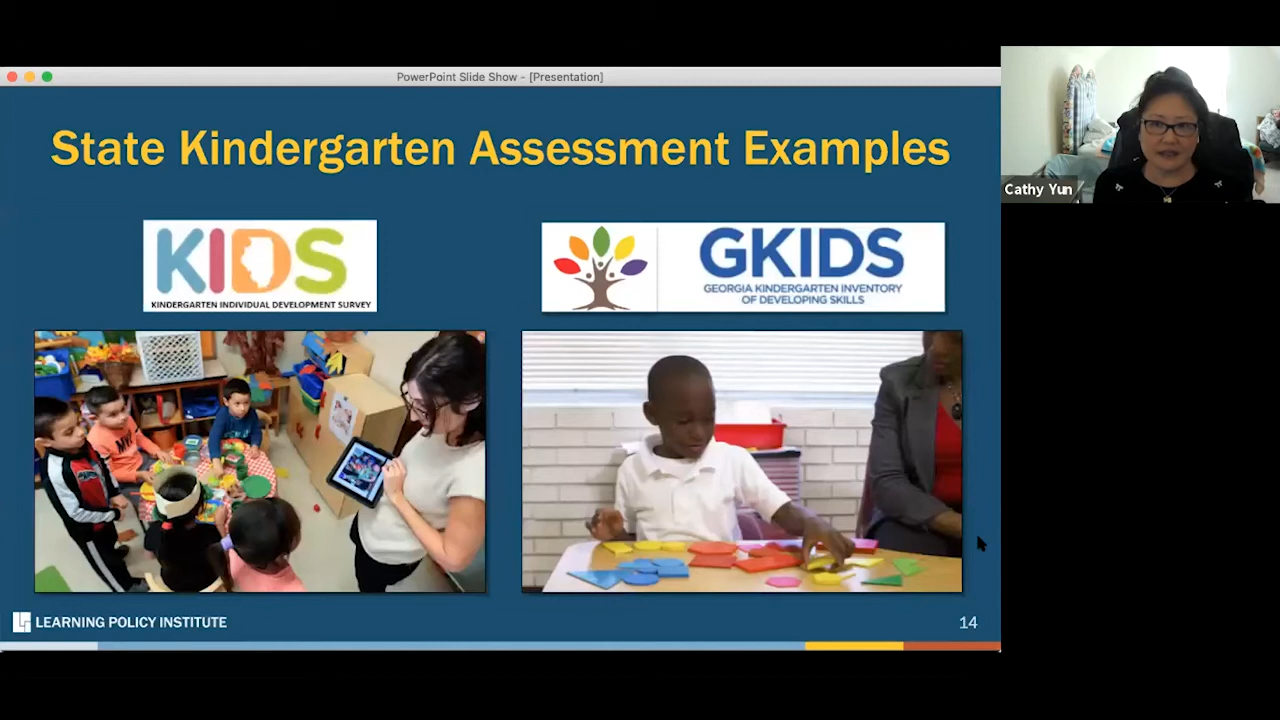 PowerPoint Slide Show - [Presentation]
State Kindergarten Assessment Examples
KIDS
KINDERGARTEN INDIVIDUAL DEVELOPMENT SURVEY
GKIDS
GEORGIA KINDERGARTEN INVENTORY
OF DEVELOPING SKILLS
LEARNING POLICY INSTITUTE
14
Cathy Yun